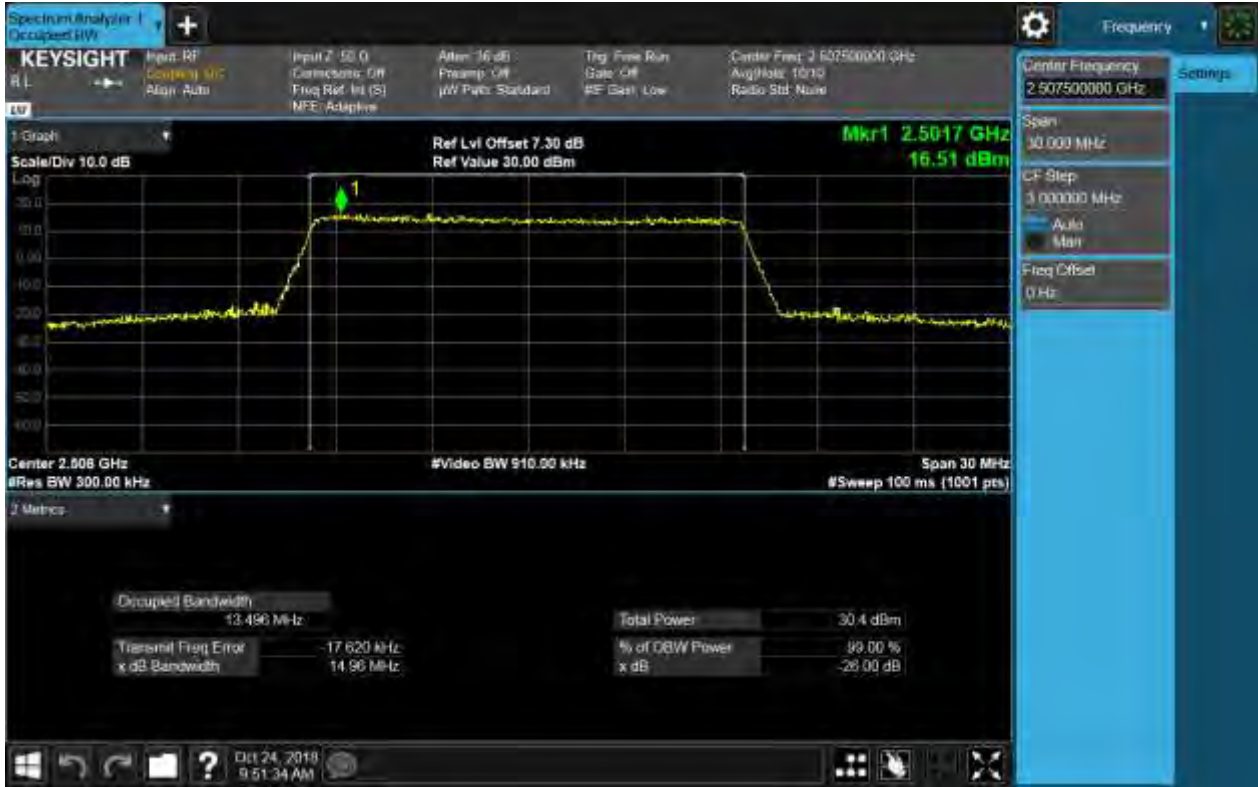 Spectrum Analyzer 1
Occupied BW
Frequency
KEYSIGHT
Input: RF
Coupling: DC
Align: Auto
Input Z: 50 Ω
Corrections: Off
Freq Ref: Int (S)
NFE: Adaptive
Atten: 36 dB
Preamp: Off
µW Path: Standard
Trig: Free Run
Gate: Off
#IF Gain: Low
Center Freq: 2.507500000 GHz
Avg|Hold: 10/10
Radio Std: None
Center Frequency
2.507500000 GHz
Settings
Span
30.000 MHz
CF Step
3.000000 MHz
Auto
Man
Freq Offset
0 Hz
1 Graph
Scale/Div 10.0 dB
Ref Lvl Offset 7.30 dB
Ref Value 30.00 dBm
Mkr1 2.5017 GHz
16.51 dBm
Log
1
20.0
10.0
0.00
Center 2.508 GHz
#Res BW 300.00 kHz
#Video BW 910.00 kHz
Span 30 MHz
#Sweep 100 ms (1001 pts)
2 Metrics
Occupied Bandwidth
13.496 MHz
Total Power 30.4 dBm
Transmit Freq Error -17.620 kHz
% of OBW Power 99.00 %
x dB Bandwidth 14.96 MHz
x dB -26.00 dB
?
Oct 24, 2018
9:51:34 AM